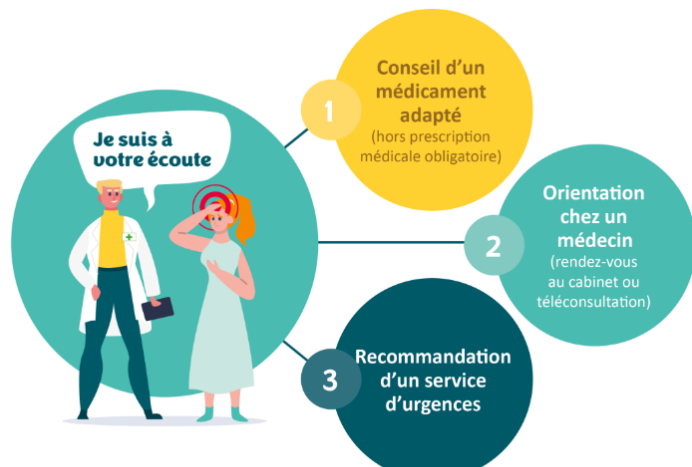 Je suis à
votre écoute
1
Conseil d’un
médicament
adapté
(hors prescription
médicale obligatoire)
2
Orientation
chez un
médecin
(rendez-vous
au cabinet ou
téléconsultation)
3
Recommandation
d’un service
d’urgences